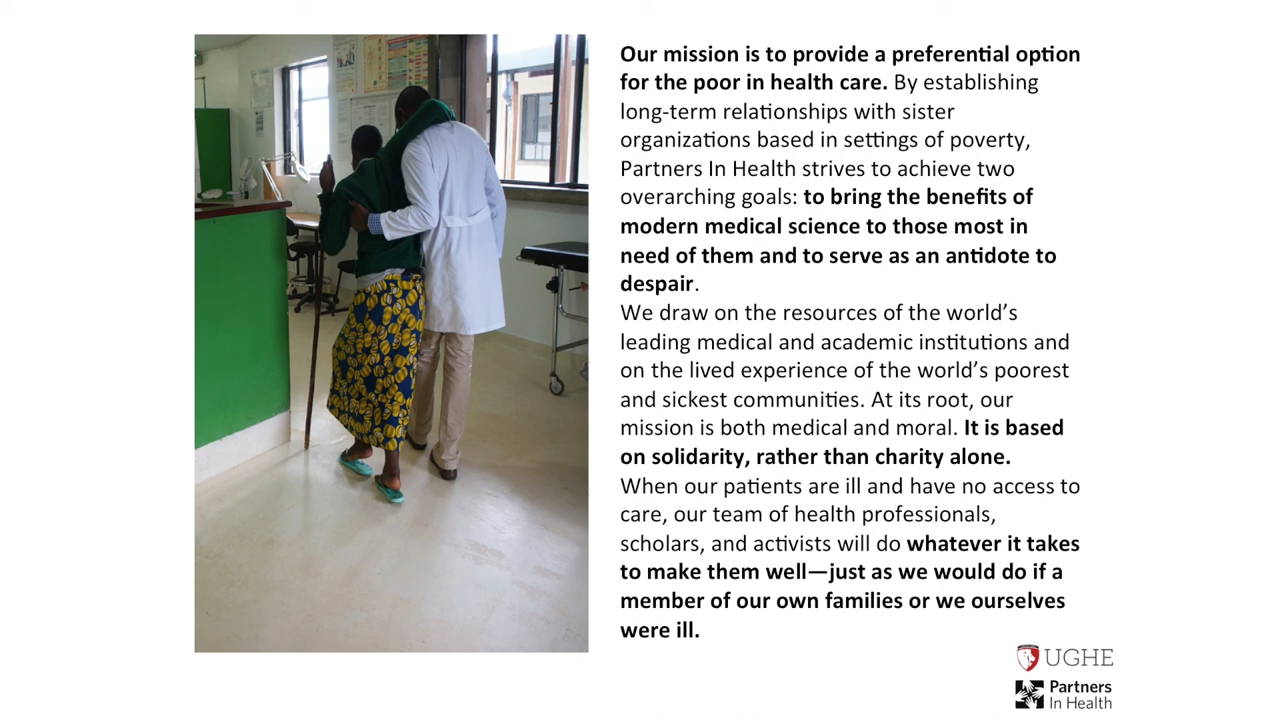 Our mission is to provide a preferential option
for the poor in health care. By establishing
long-term relationships with sister
organizations based in settings of poverty,
Partners In Health strives to achieve two
overarching goals: to bring the benefits of
modern medical science to those most in
need of them and to serve as an antidote to
despair.
We draw on the resources of the world’s
leading medical and academic institutions and
on the lived experience of the world’s poorest
and sickest communities. At its root, our
mission is both medical and moral. It is based
on solidarity, rather than charity alone.
When our patients are ill and have no access to
care, our team of health professionals,
scholars, and activists will do whatever it takes
to make them well—just as we would do if a
member of our own families or we ourselves
were ill.
UGHE
Partners
In Health